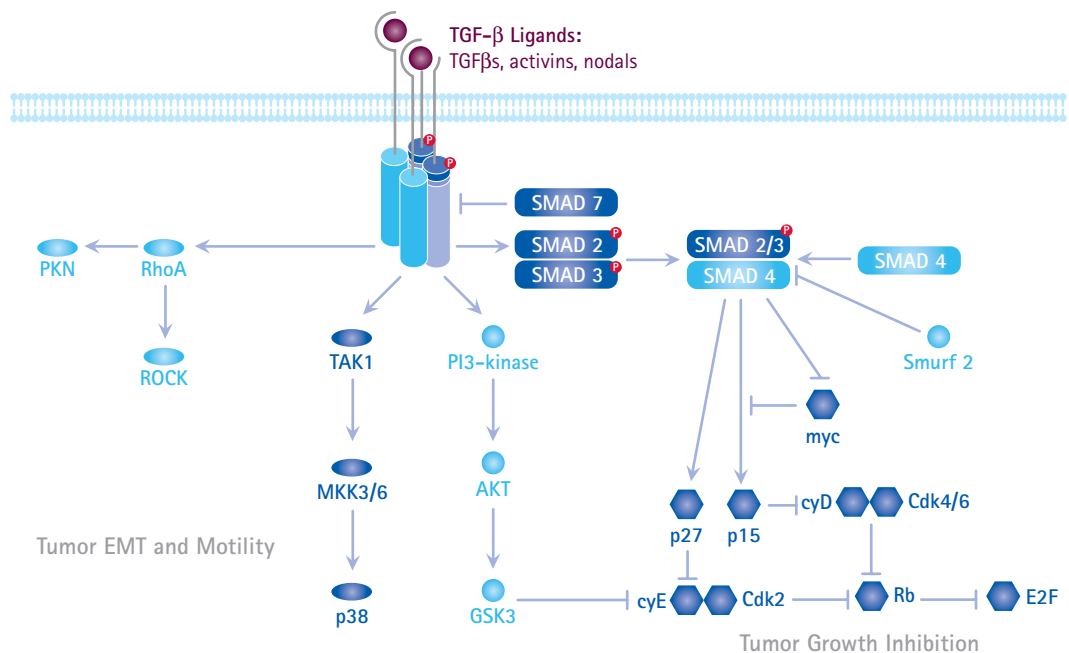 TGF-β Ligands:
TGFβs, activins, nodals
P
P
SMAD 7
SMAD 2
P
SMAD 3
P
SMAD 2/3
P
SMAD 4
SMAD 4
PKN
RhoA
ROCK
TAK1
PI3-kinase
Smurf 2
myc
MKK3/6
AKT
p27
p15
cyD
Cdk4/6
Tumor EMT and Motility
p38
GSK3
cyE
Cdk2
Rb
E2F
Tumor Growth Inhibition